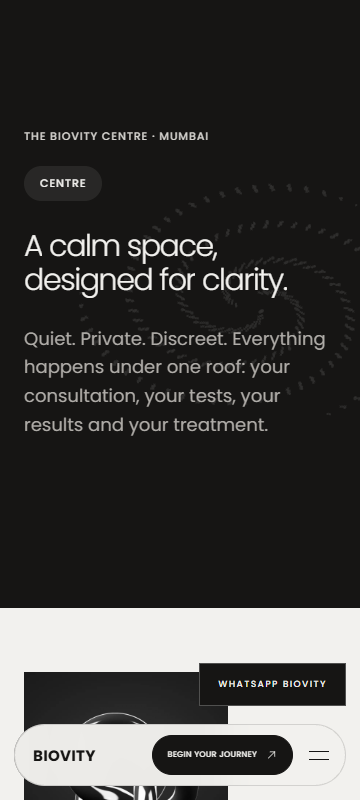 THE BIOVITY CENTRE · MUMBAI
CENTRE
A calm space,
designed for clarity.
Quiet. Private. Discreet. Everything
happens under one roof: your
consultation, your tests, your
results and your treatment.
WHATSAPP BIOVITY
BIOVITY
BEGIN YOUR JOURNEY